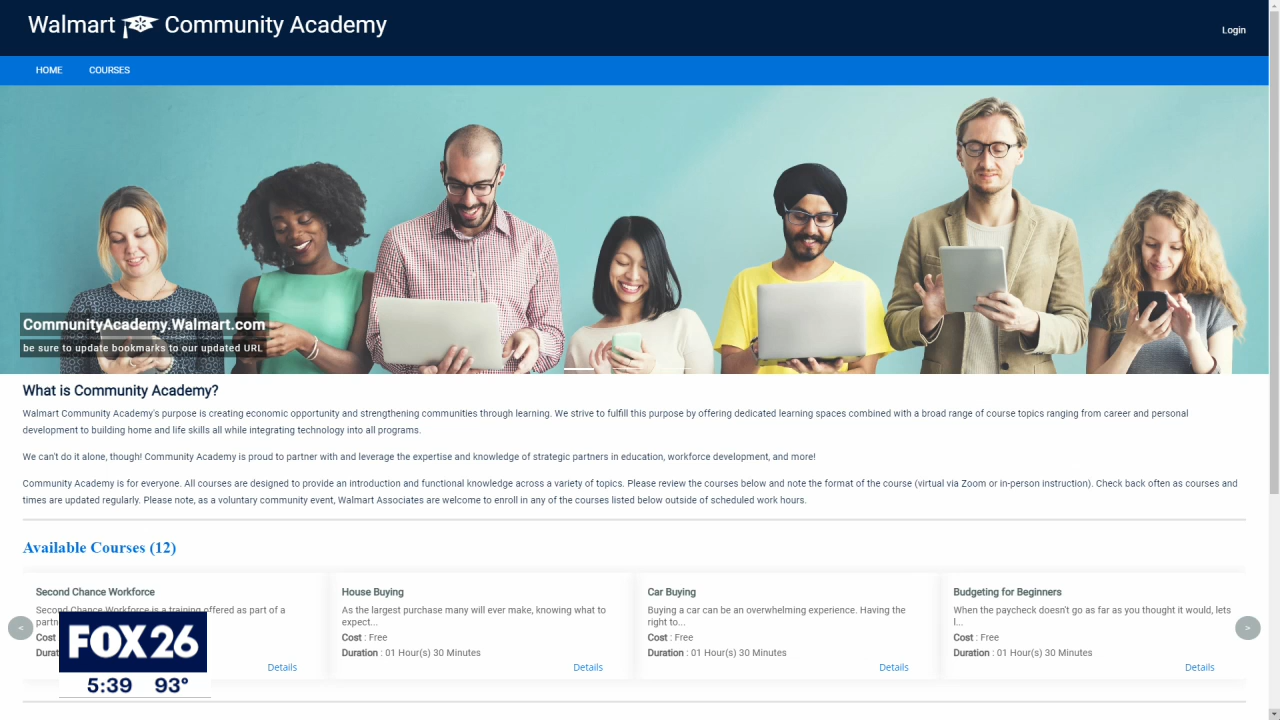 Walmart Community Academy
Login
HOME COURSES
CommunityAcademy.Walmart.com
be sure to update bookmarks to our updated URL
What is Community Academy?
Walmart Community Academy's purpose is creating economic opportunity and strengthening communities through learning. We strive to fulfill this purpose by offering dedicated learning spaces combined with a broad range of course topics ranging from career and personal
development to building home and life skills all while integrating technology into all programs.
We can't do it alone, though! Community Academy is proud to partner with and leverage the expertise and knowledge of strategic partners in education, workforce development, and more!
Community Academy is for everyone. All courses are designed to provide an introduction and functional knowledge across a variety of topics. Please review the courses below and note the format of the course (virtual via Zoom or in-person instruction). Check back often as courses and
times are updated regularly. Please note, as a voluntary community event, Walmart Associates are welcome to enroll in any of the courses listed below outside of scheduled work hours.
Available Courses (12)
Second Chance Workforce
Second Chance Workforce is a training offered as part of a
Cost
Details
House Buying
As the largest purchase many will ever make, knowing what to
expect...
Cost : Free
Duration : 01 Hour(s) 30 Minutes
Details
Car Buying
Buying a car can be an overwhelming experience. Having the
right to...
Cost : Free
Duration : 01 Hour(s) 30 Minutes
Details
Budgeting for Beginners
When the paycheck doesn't go as far as you thought it would, lets
l...
Cost : Free
Duration : 01 Hour(s) 30 Minutes
Details
<
>
FOX 26
5:39 93°